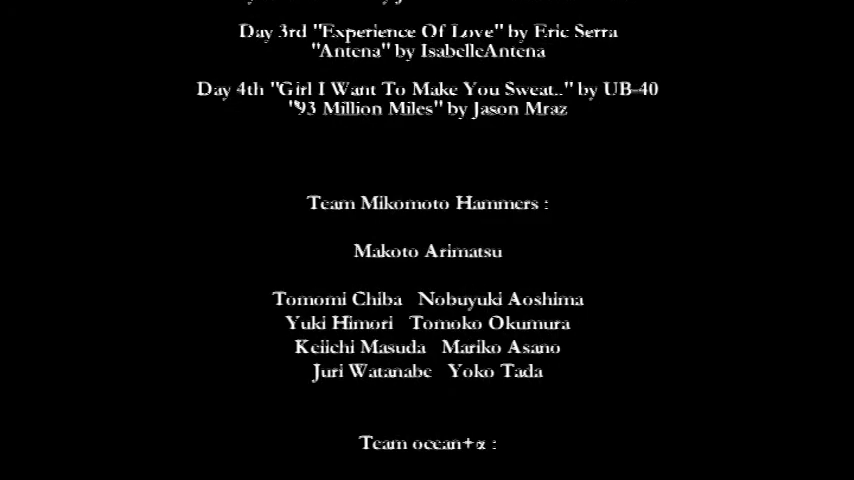 Day 3rd "Experience Of Love" by Eric Serra
"Antena" by IsabelleAntena
Day 4th "Girl I Want To Make You Sweat.." by UB-40
"93 Million Miles" by Jason Mraz
Team Mikomoto Hammers :
Makoto Arimatsu
Tomomi Chiba Nobuyuki Aoshima
Yuki Himori Tomoko Okumura
Keiichi Masuda Mariko Asano
Juri Watanabe Yoko Tada
Team ocean+α :